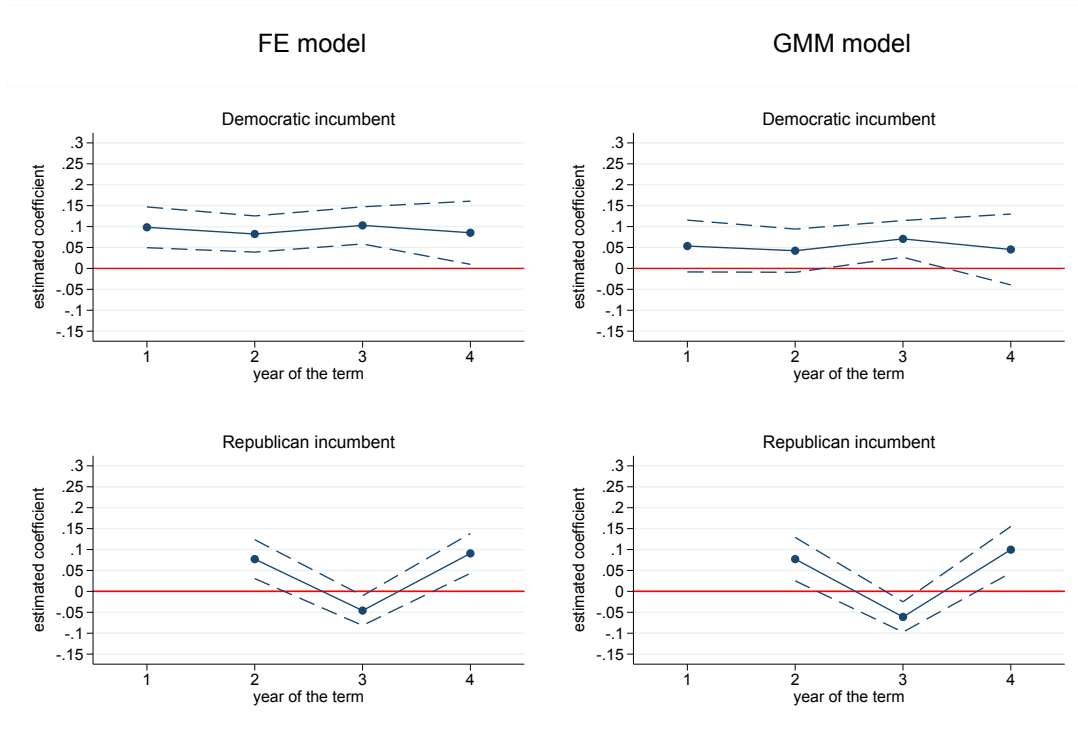 FE model
GMM model
Democratic incumbent
.3
.25
.2
.15
.1
.05
0
-.05
-.1
-.15
estimated coefficient
1 2 3 4
year of the term
Democratic incumbent
.3
.25
.2
.15
.1
.05
0
-.05
-.1
-.15
estimated coefficient
1 2 3 4
year of the term
Republican incumbent
.3
.25
.2
.15
.1
.05
0
-.05
-.1
-.15
estimated coefficient
1 2 3 4
year of the term
Republican incumbent
.3
.25
.2
.15
.1
.05
0
-.05
-.1
-.15
estimated coefficient
1 2 3 4
year of the term